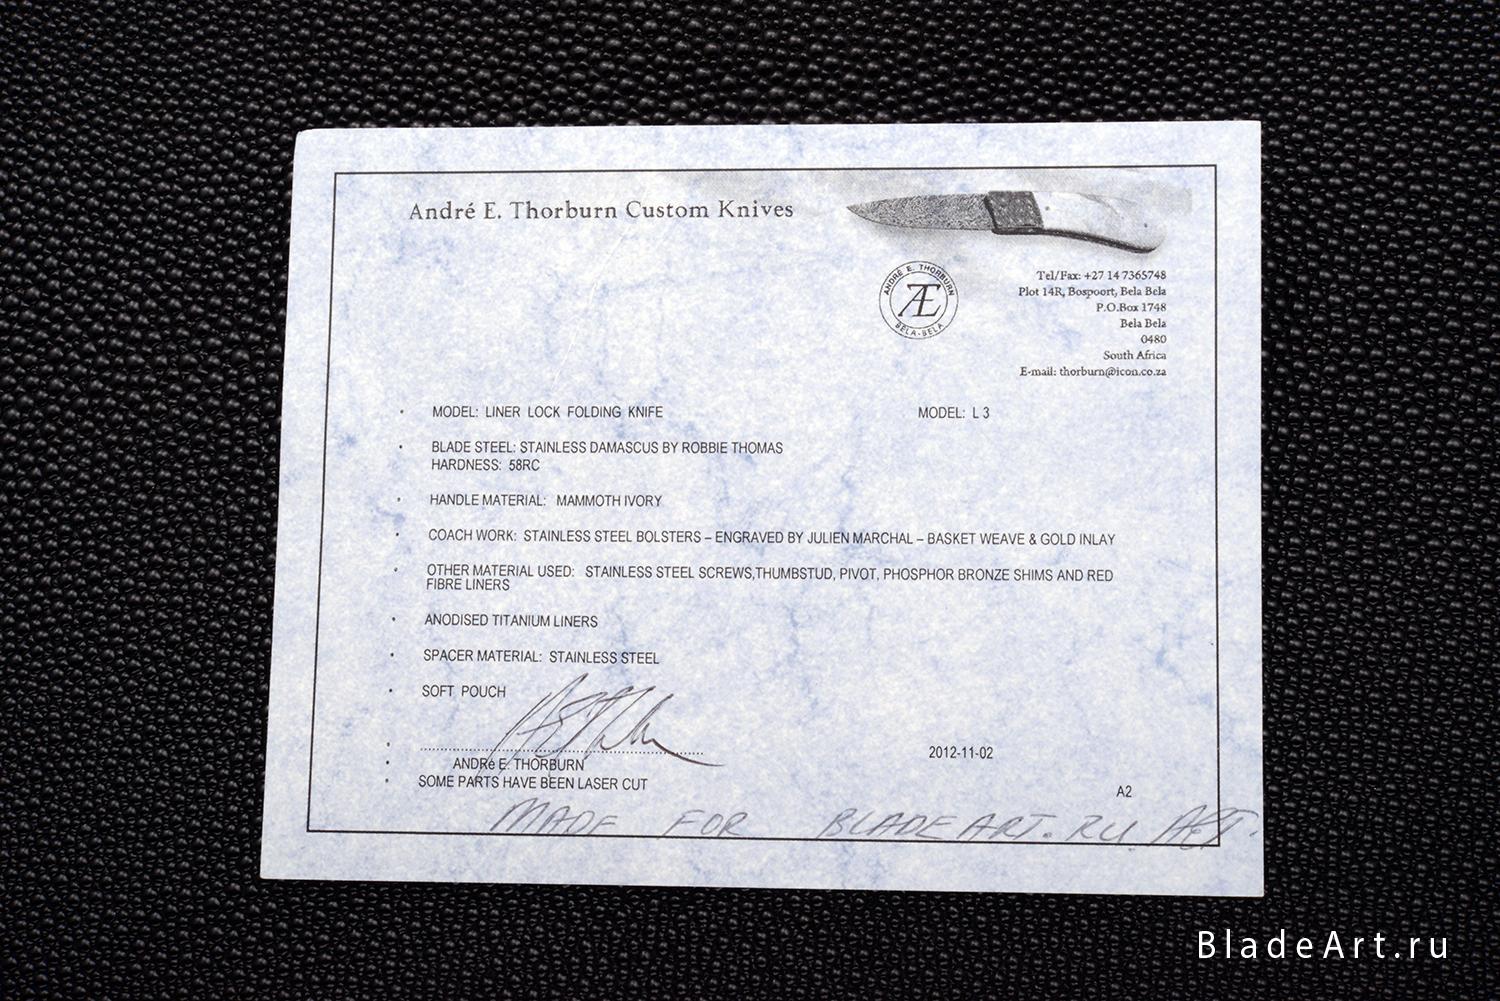 André E. Thorburn Custom Knives
ANDRÉ E. THORBURN
Æ
BELA-BELA
Tel/Fax: +27 14 7365748
Plot 14R, Bospoort, Bela Bela
P.O.Box 1748
Bela Bela
0480
South Africa
E-mail: thorburn@icon.co.za
MODEL: LINER LOCK FOLDING KNIFE MODEL: L 3
BLADE STEEL: STAINLESS DAMASCUS BY ROBBIE THOMAS
HARDNESS: 58RC
HANDLE MATERIAL: MAMMOTH IVORY
COACH WORK: STAINLESS STEEL BOLSTERS – ENGRAVED BY JULIEN MARCHAL – BASKET WEAVE & GOLD INLAY
OTHER MATERIAL USED: STAINLESS STEEL SCREWS,THUMBSTUD, PIVOT, PHOSPHOR BRONZE SHIMS AND RED
FIBRE LINERS
ANODISED TITANIUM LINERS
SPACER MATERIAL: STAINLESS STEEL
SOFT POUCH
2012-11-02
ANDRé E. THORBURN
SOME PARTS HAVE BEEN LASER CUT
A2
MADE FOR BLADEART.RU AET.
BladeArt.ru